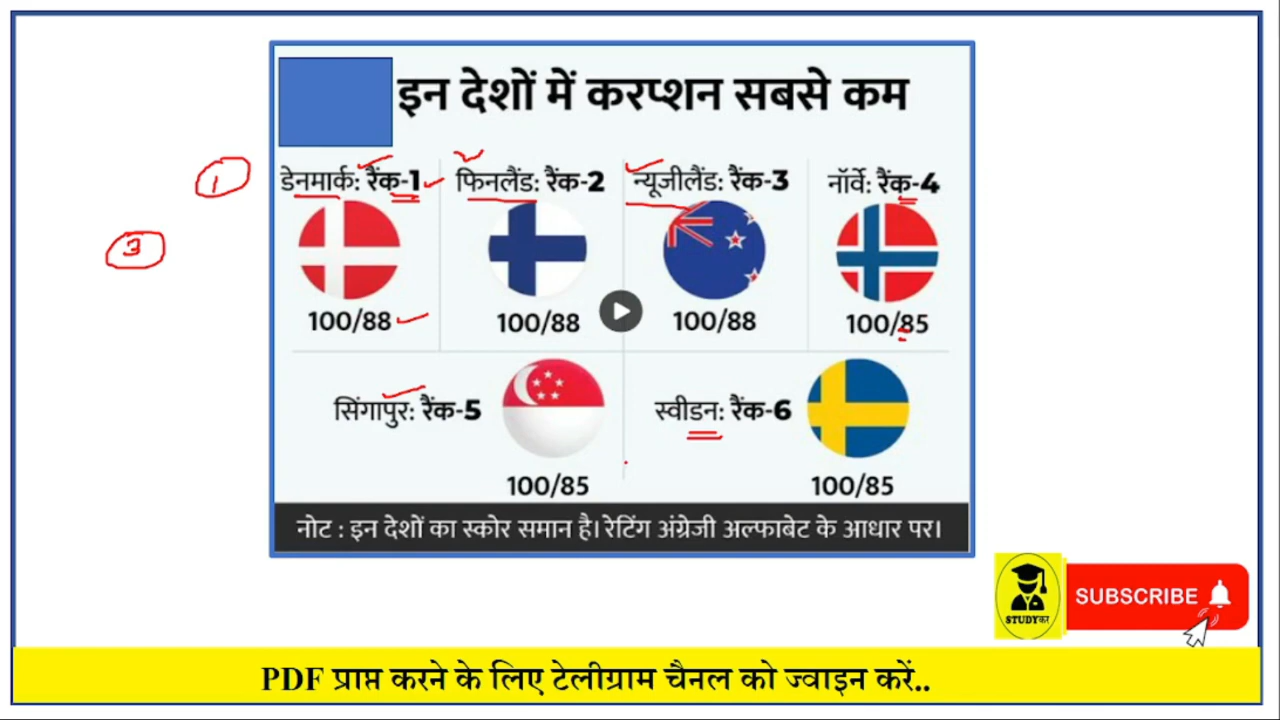 इन देशों में करप्शन सबसे कम
1
3
डेनमार्क: रैंक-1
फिनलैंड: रैंक-2
न्यूजीलैंड: रैंक-3
नॉर्वे: रैंक-4
100/88
100/88
100/88
100/85
सिंगापुर: रैंक-5
स्वीडन: रैंक-6
100/85
100/85
नोट : इन देशों का स्कोर समान है। रेटिंग अंग्रेजी अल्फाबेट के आधार पर।
STUDYकर
SUBSCRIBE
PDF प्राप्त करने के लिए टेलीग्राम चैनल को ज्वाइन करें..